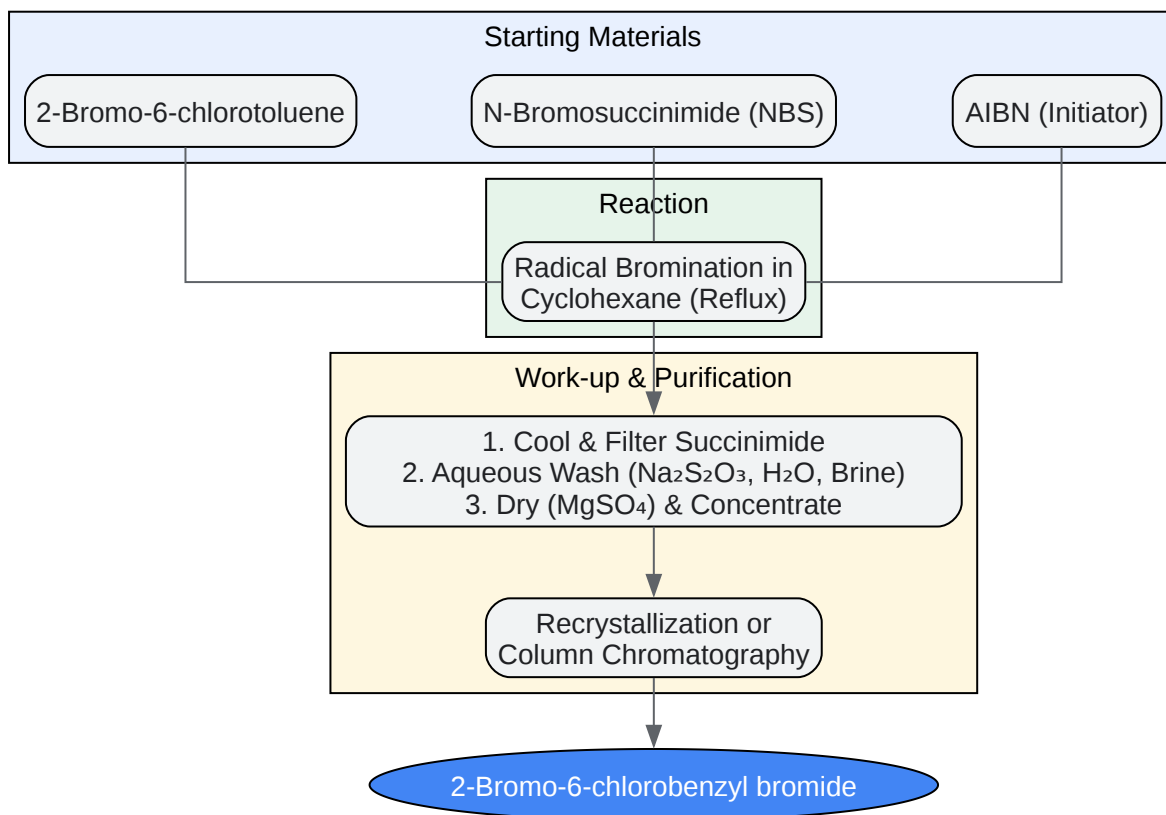 Starting Materials
2-Bromo-6-chlorotoluene
N-Bromosuccinimide (NBS)
AIBN (Initiator)
Reaction
Radical Bromination in
Cyclohexane (Reflux)
Work-up & Purification
1. Cool & Filter Succinimide
2. Aqueous Wash (Na₂S₂O₃, H₂O, Brine)
3. Dry (MgSO₄) & Concentrate
Recrystallization or
Column Chromatography
2-Bromo-6-chlorobenzyl bromide